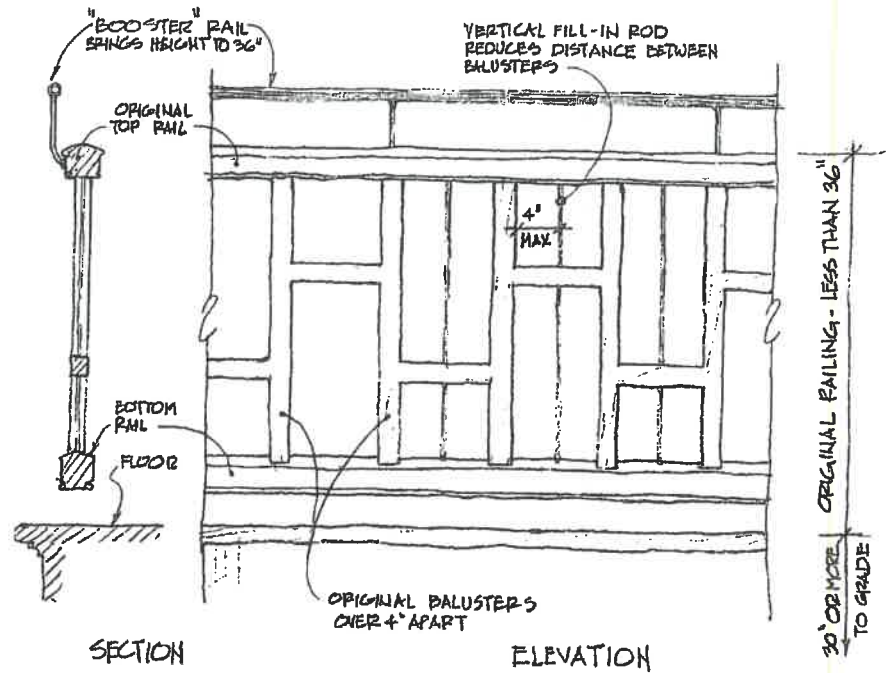 "BOOSTER" RAIL
BRINGS HEIGHT TO 36"
VERTICAL FILL-IN ROD
REDUCES DISTANCE BETWEEN
BALUSTERS
ORIGINAL
TOP RAIL
4"
MAX
ORIGINAL RAILING - LESS THAN 36"
BOTTOM
RAIL
FLOOR
30" OR MORE
TO GRADE
ORIGINAL BALUSTERS
OVER 4" APART
SECTION
ELEVATION